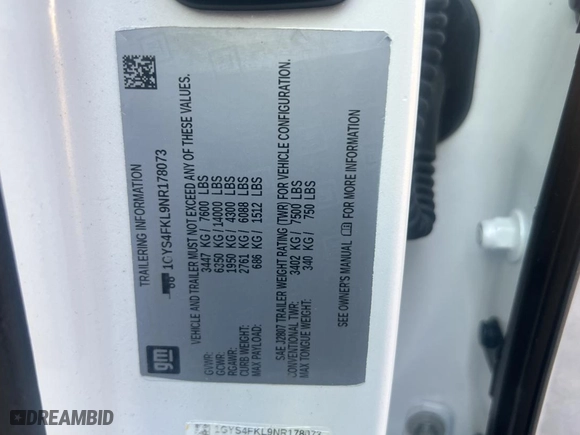 TRAILERING INFORMATION
1GYS4FKL9NR178073
VEHICLE AND TRAILER MUST NOT EXCEED ANY OF THESE VALUES.
GVWR: 3447 KG / 7600 LBS
GCWR: 6350 KG / 14000 LBS
RGAWR: 1950 KG / 4300 LBS
CURB WEIGHT: 2761 KG / 6088 LBS
MAX PAYLOAD: 686 KG / 1512 LBS
SAE J2807 TRAILER WEIGHT RATING (TWR) FOR VEHICLE CONFIGURATION.
CONVENTIONAL TWR: 3402 KG / 7500 LBS
MAX TONGUE WEIGHT: 340 KG / 750 LBS
SEE OWNER'S MANUAL FOR MORE INFORMATION
gm
1GYS4FKL9NR178073
DREAMBID